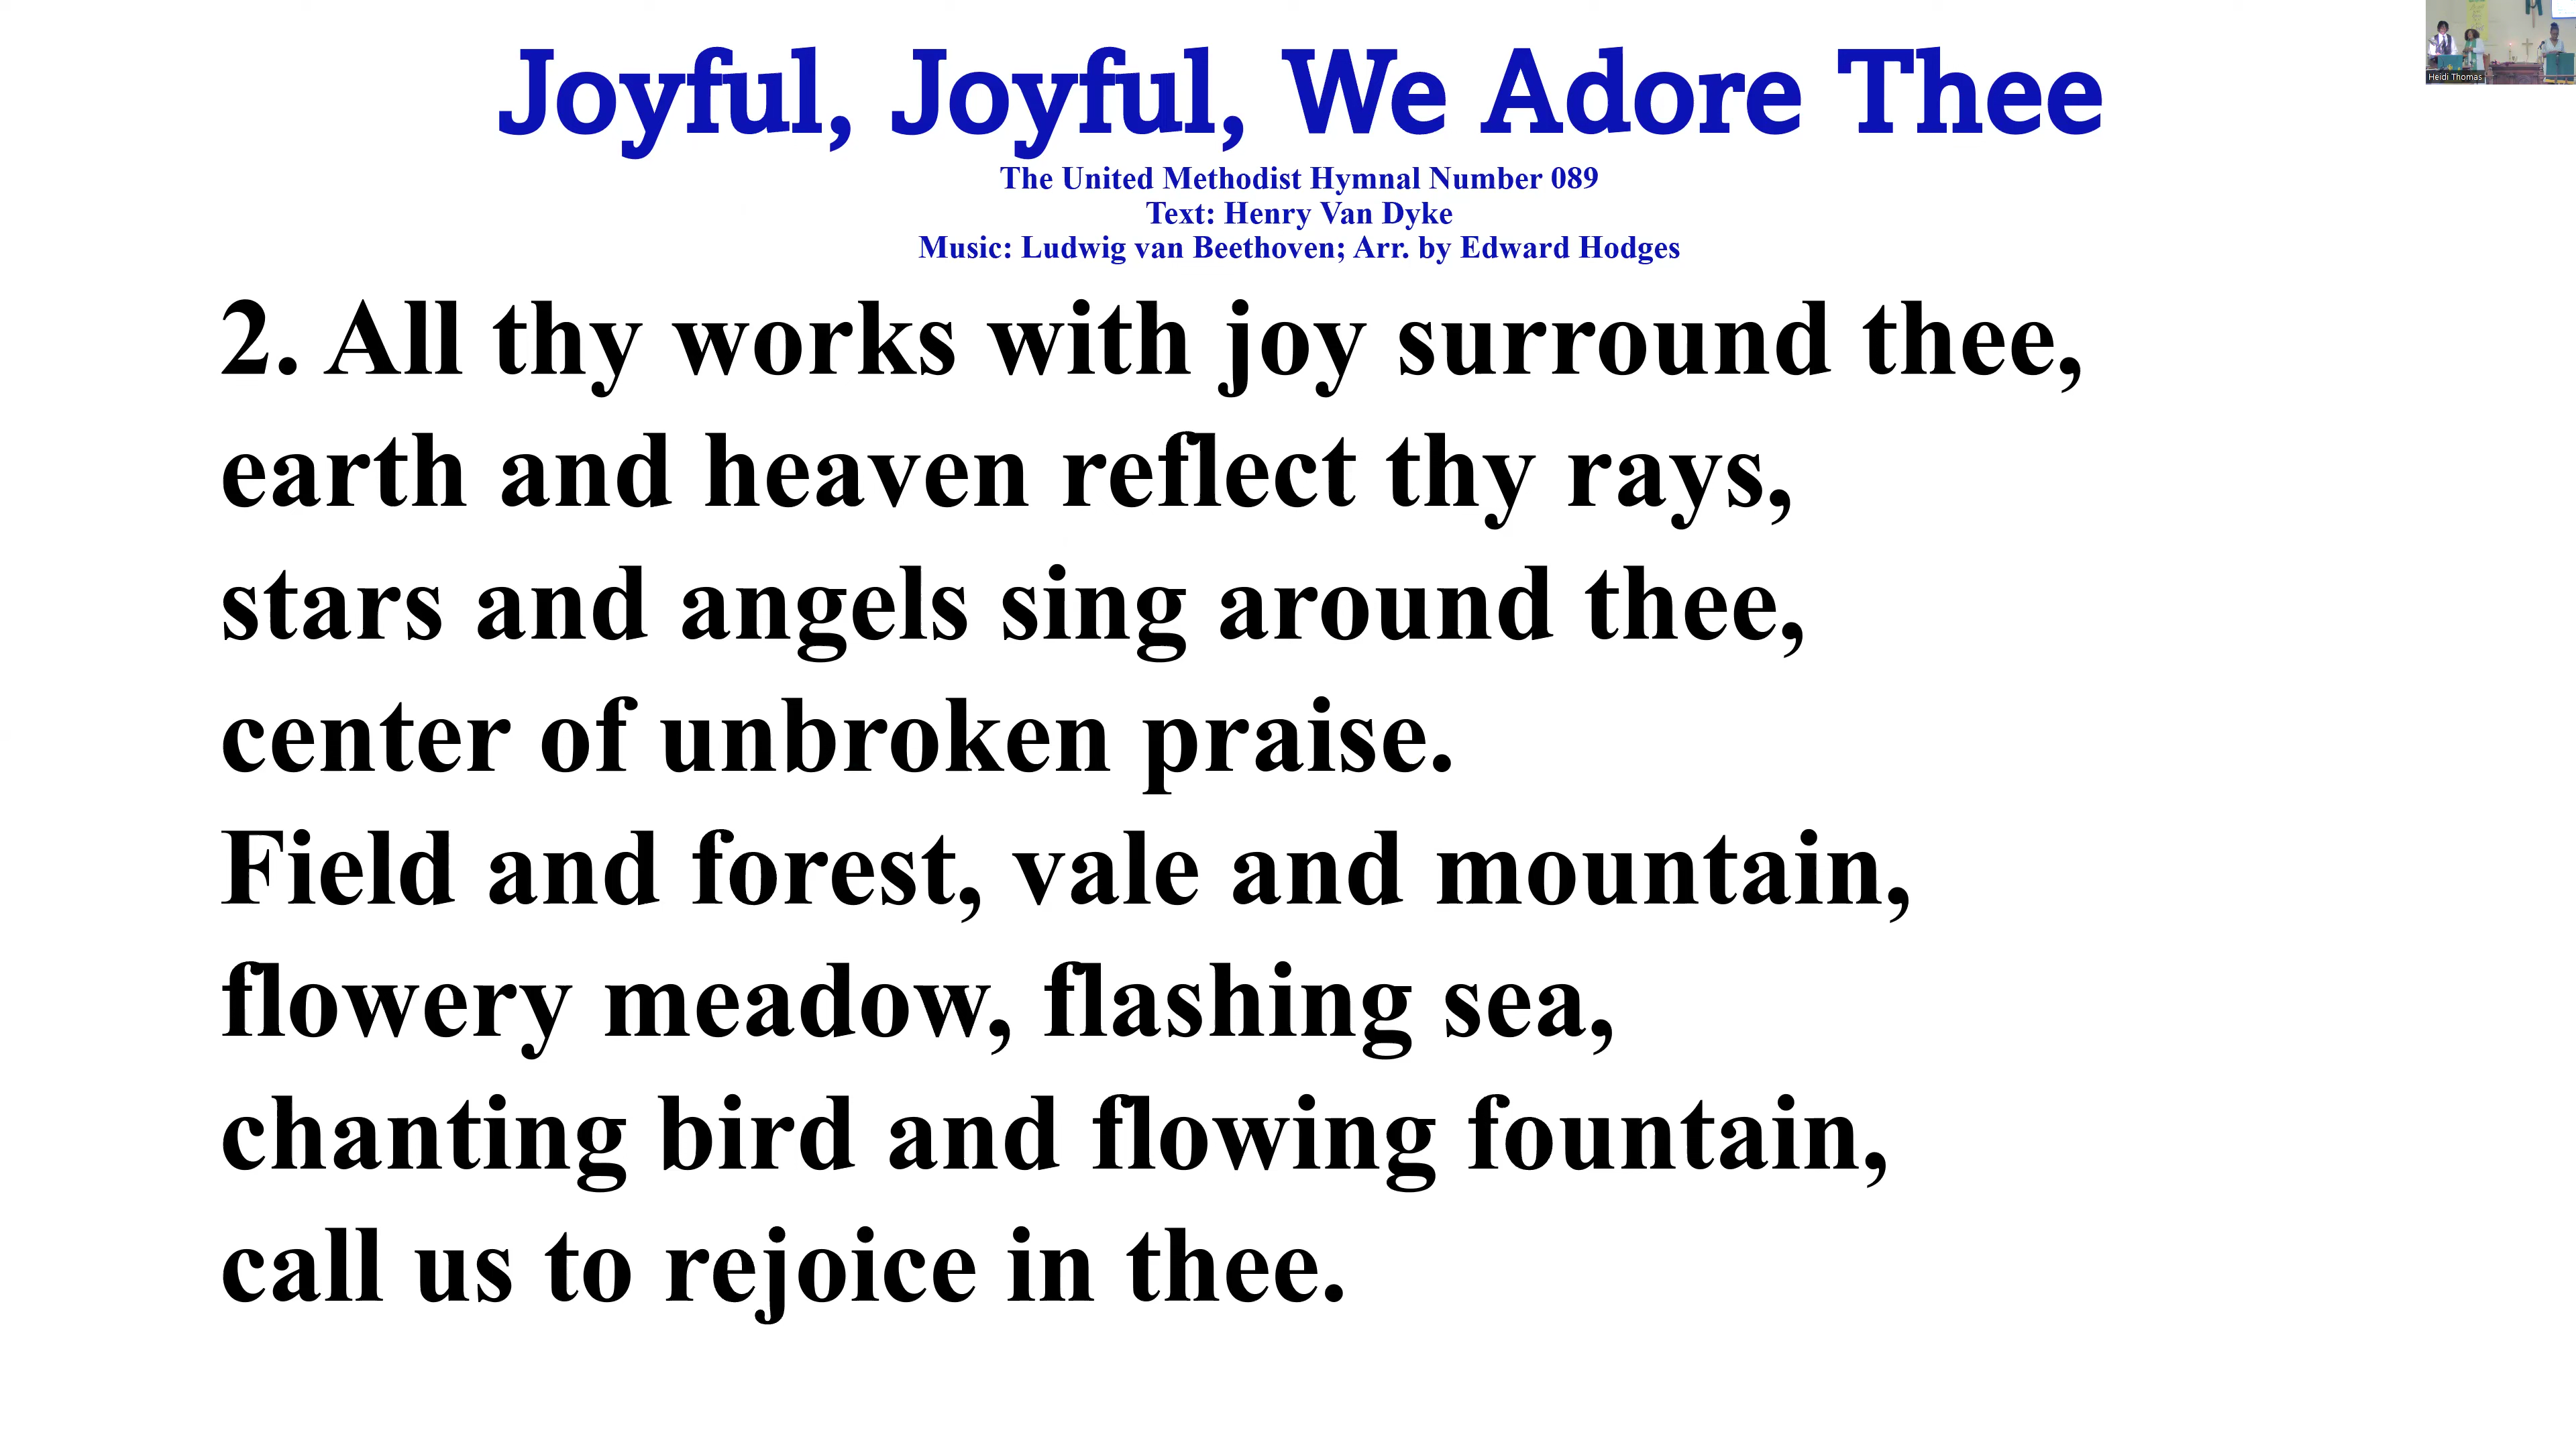 Joyful, Joyful, We Adore Thee
The United Methodist Hymnal Number 089
Text: Henry Van Dyke
Music: Ludwig van Beethoven; Arr. by Edward Hodges
2. All thy works with joy surround thee,
earth and heaven reflect thy rays,
stars and angels sing around thee,
center of unbroken praise.
Field and forest, vale and mountain,
flowery meadow, flashing sea,
chanting bird and flowing fountain,
call us to rejoice in thee.
Heidi Thomas